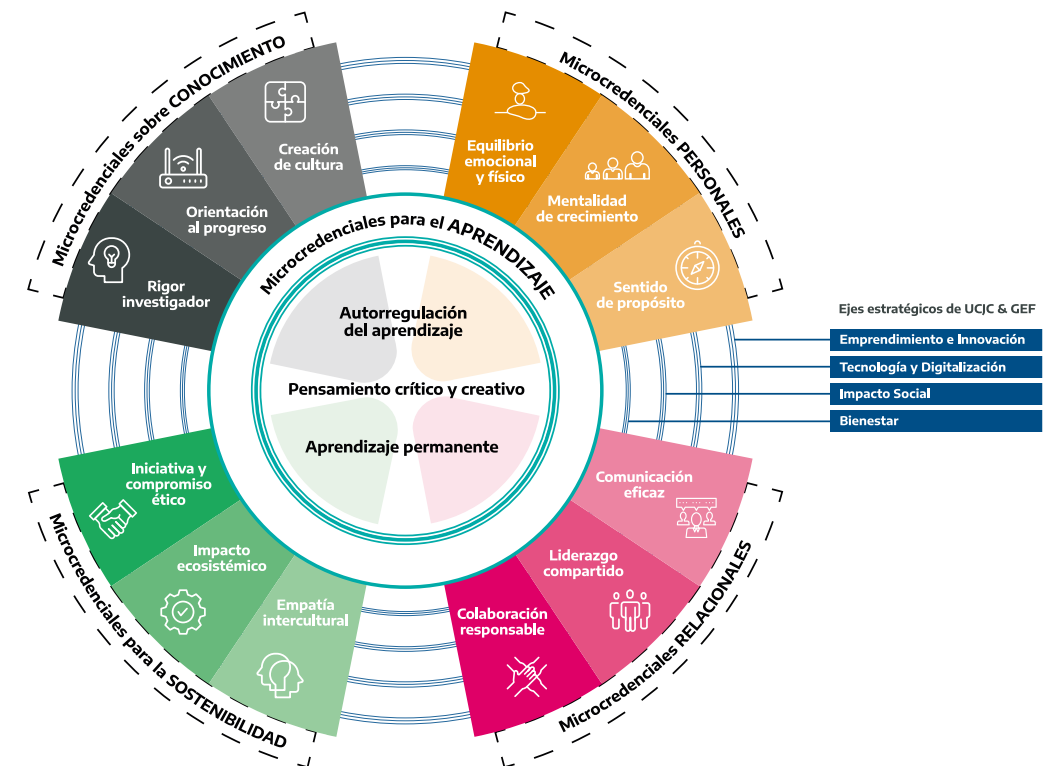 Microcredenciales sobre CONOCIMIENTO
Creación
de cultura
Orientación
al progreso
Rigor
investigador
Microcredenciales PERSONALES
Equilibrio
emocional
y físico
Mentalidad
de crecimiento
Sentido
de propósito
Microcredenciales para el APRENDIZAJE
Autorregulación
del aprendizaje
Pensamiento crítico y creativo
Aprendizaje permanente
Ejes estratégicos de UCJC & GEF
Emprendimiento e Innovación
Tecnología y Digitalización
Impacto Social
Bienestar
Iniciativa y
compromiso
ético
Impacto
ecosistémico
Empatía
intercultural
Microcredenciales para la SOSTENIBILIDAD
Comunicación
eficaz
Liderazgo
compartido
Colaboración
responsable
Microcredenciales RELACIONALES